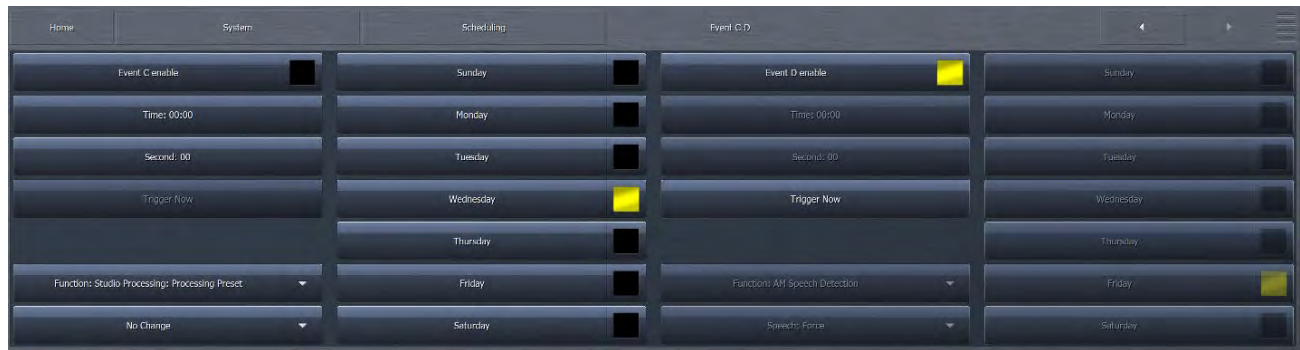 Home System Scheduling Event C D
Event C enable Sunday Event D enable Sunday
Time: 00:00 Monday Time: 00:00 Monday
Second: 00 Tuesday Second: 00 Tuesday
Trigger Now Wednesday Trigger Now Wednesday
Thursday Thursday
Function: Studio Processing: Processing Preset Friday Function: AM Speech Detection Friday
No Change Saturday Speech: Force Saturday